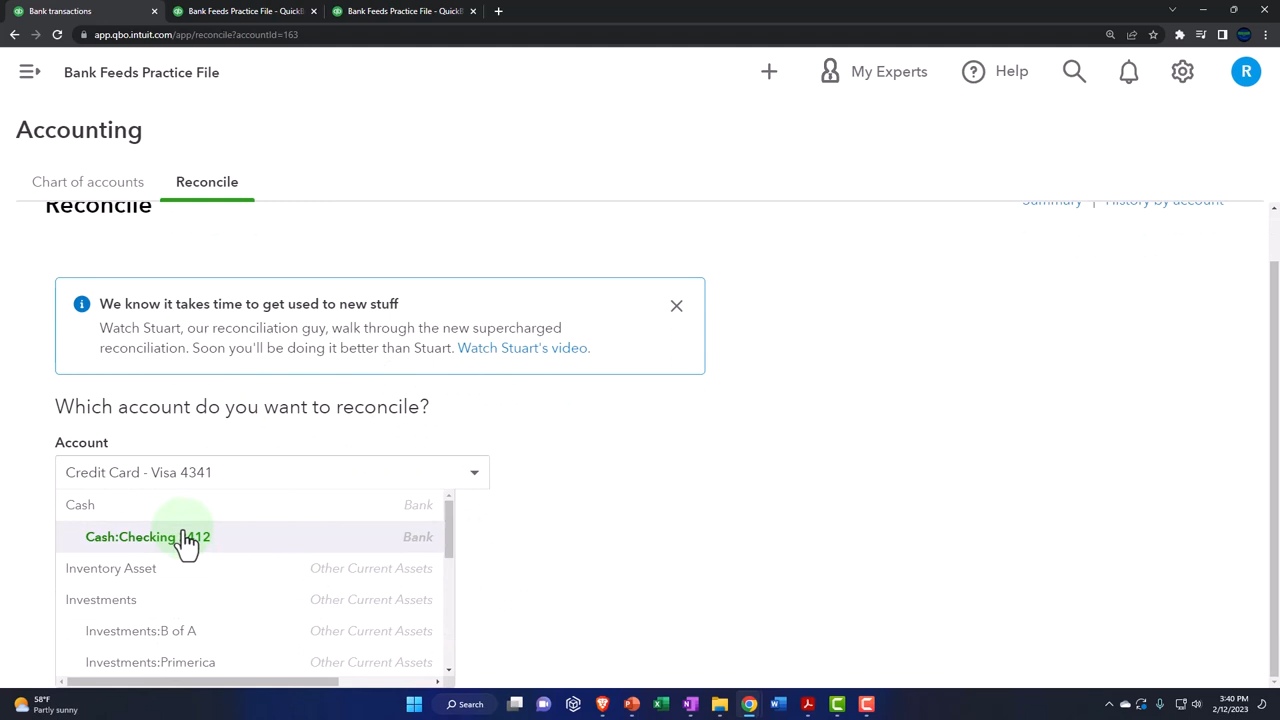 Bank transactions
Bank Feeds Practice File - QuickB
Bank Feeds Practice File - QuickB
app.qbo.intuit.com/app/reconcile?accountId=163
Bank Feeds Practice File
My Experts
Help
R
Accounting
Chart of accounts
Reconcile
Reconcile
Summary | History by account
We know it takes time to get used to new stuff
Watch Stuart, our reconciliation guy, walk through the new supercharged
reconciliation. Soon you'll be doing it better than Stuart. Watch Stuart's video.
Which account do you want to reconcile?
Account
Credit Card - Visa 4341
Cash Bank
Cash:Checking 412 Bank
Inventory Asset Other Current Assets
Investments Other Current Assets
Investments:B of A Other Current Assets
Investments:Primerica Other Current Assets
58°F
Partly sunny
Search
3:40 PM
2/12/2023